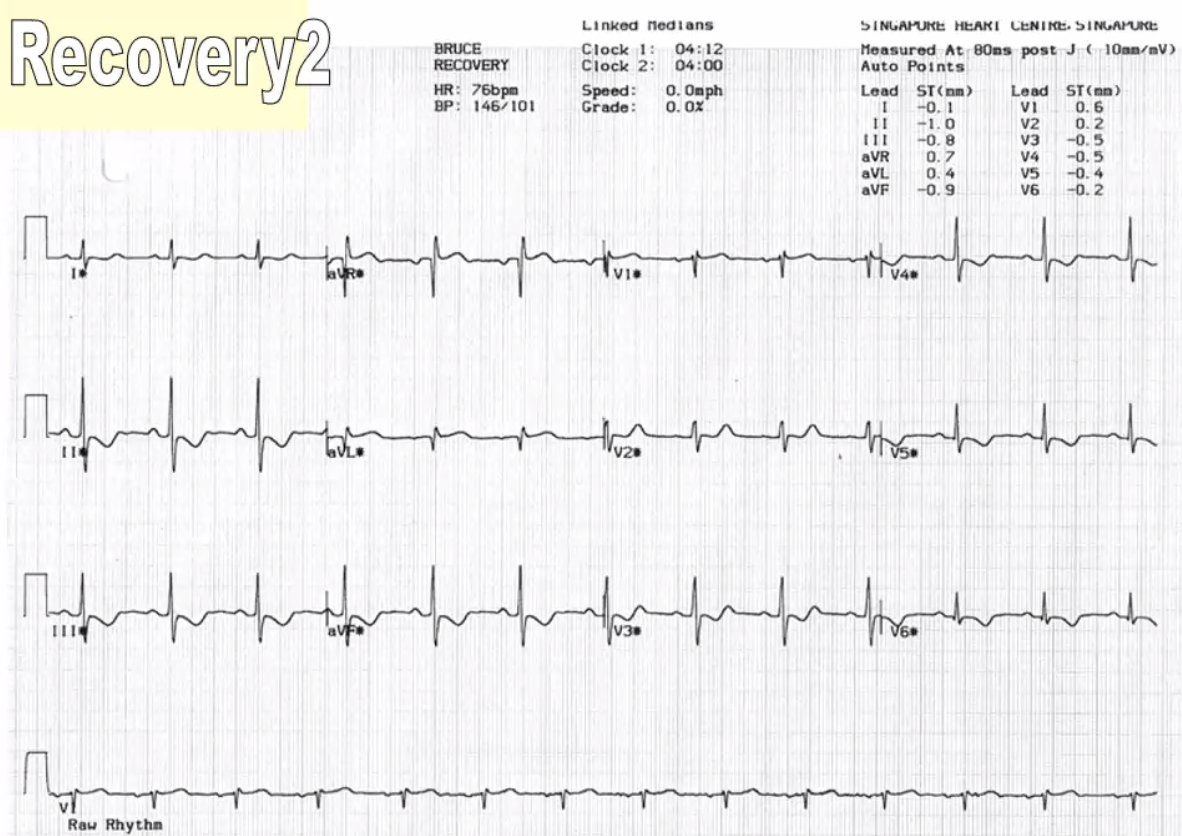 Recovery2
Linked Medians
SINGAPORE HEART CENTRE, SINGAPORE
BRUCE
RECOVERY
HR: 76bpm
BP: 146/101
Clock 1: 04:12
Clock 2: 04:00
Speed: 0.0mph
Grade: 0.0%
Measured At 80ms post J ( 10mm/mV)
Auto Points
Lead ST(mm) Lead ST(mm)
I -0.1 V1 0.6
II -1.0 V2 0.2
III -0.8 V3 -0.5
aVR 0.7 V4 -0.5
aVL 0.4 V5 -0.4
aVF -0.9 V6 -0.2
I* aVR* V1* V4*
II* aVL* V2* V5*
III* aVF* V3* V6*
V1
Raw Rhythm